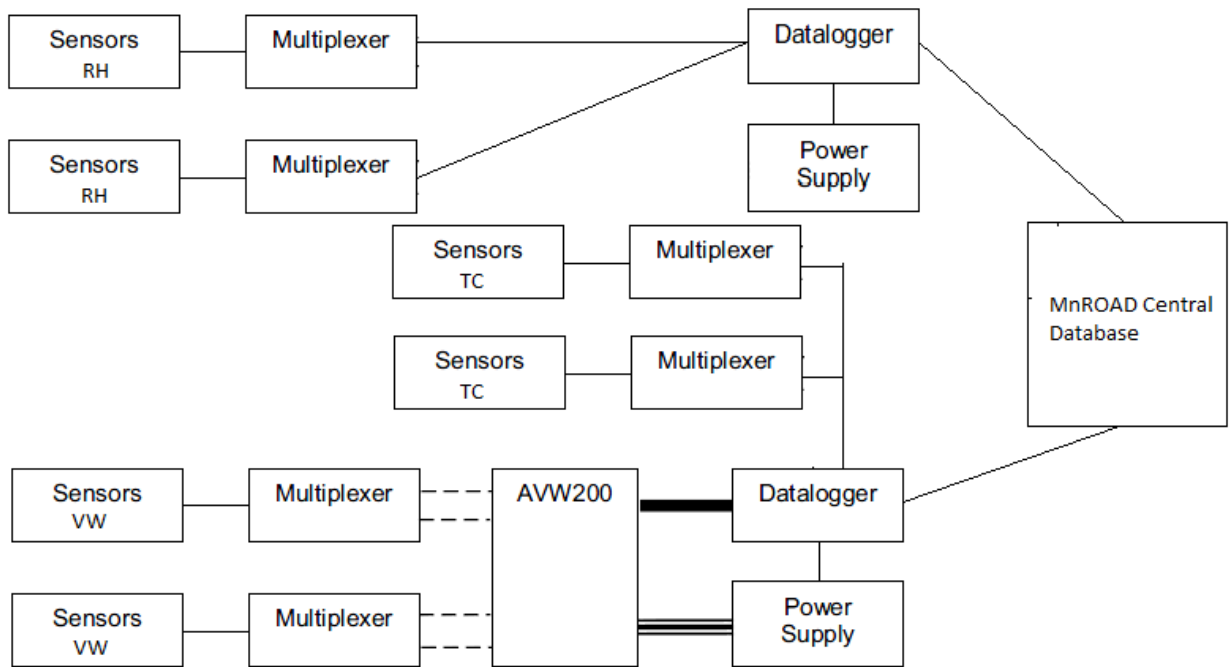 Sensors
RH
Multiplexer
Datalogger
Sensors
RH
Multiplexer
Power
Supply
Sensors
TC
Multiplexer
MnROAD Central
Database
Sensors
TC
Multiplexer
Sensors
VW
Multiplexer
AVW200
Datalogger
Sensors
VW
Multiplexer
Power
Supply